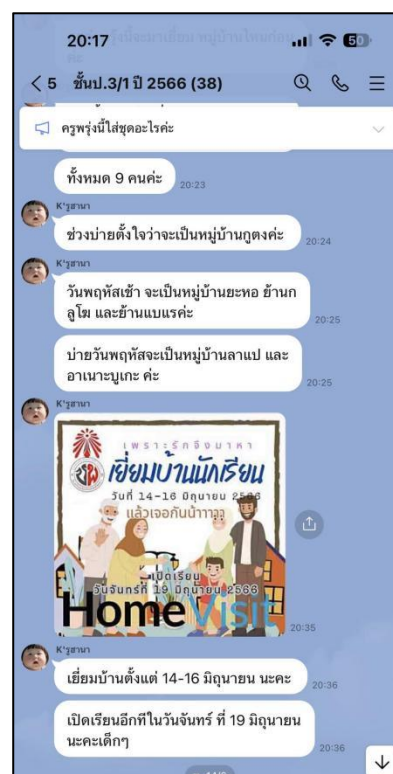 20:17
5 ชั้นป.3/1 ปี 2566 (38)
ครูพรุ่งนี้ใส่ชุดอะไรค่ะ
ทั้งหมด 9 คนค่ะ
20:23
K'รูฮานา
ช่วงบ่ายตั้งใจว่าจะเป็นหมู่บ้านกูตงค่ะ
20:24
K'รูฮานา
วันพฤหัสเช้า จะเป็นหมู่บ้านยะหอ ย้านก
ลูโฆ และย้านแบแรค่ะ
20:25
บ่ายวันพฤหัสจะเป็นหมู่บ้านลาแป และ
อาเนาะบูเกะ ค่ะ
20:25
K'รูฮานา
เพราะรักจึงมาหา
เยี่ยมบ้านนักเรียน
วันที่ 14-16 มิถุนายน 2566
แล้วเจอกันน้าาาา
เปิดเรียน
วันจันทร์ที่ 19 มิถุนายน 2566
Home Visit
20:35
K'รูฮานา
เยี่ยมบ้านตั้งแต่ 14-16 มิถุนายน นะคะ
20:36
เปิดเรียนอีกทีในวันจันทร์ ที่ 19 มิถุนายน
นะคะเด็กๆ
20:36